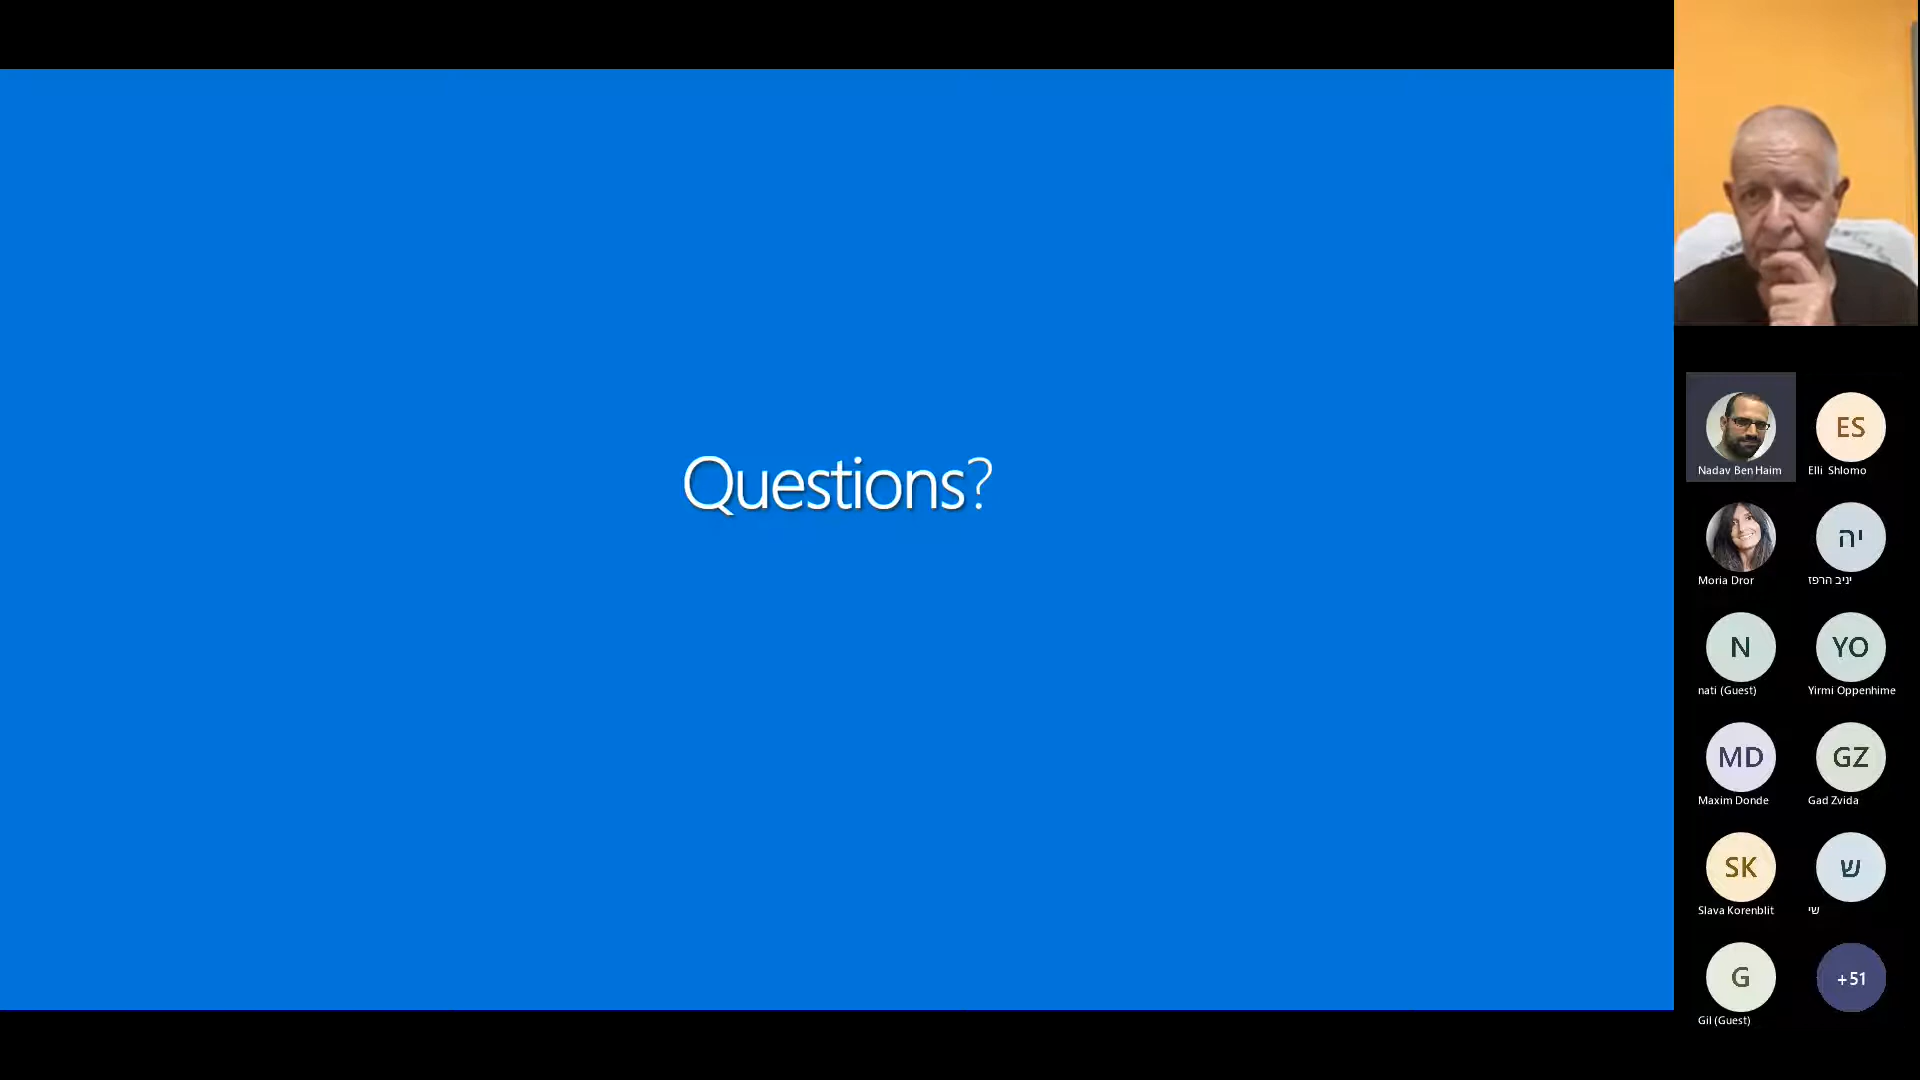 Questions?
Nadav Ben Haim
ES
Elli Shlomo
Moria Dror
יה
יניב הרפז
N
nati (Guest)
YO
Yirmi Oppenhime
MD
Maxim Donde
GZ
Gad Zvida
SK
Slava Korenblit
ש
שי
G
Gil (Guest)
+51